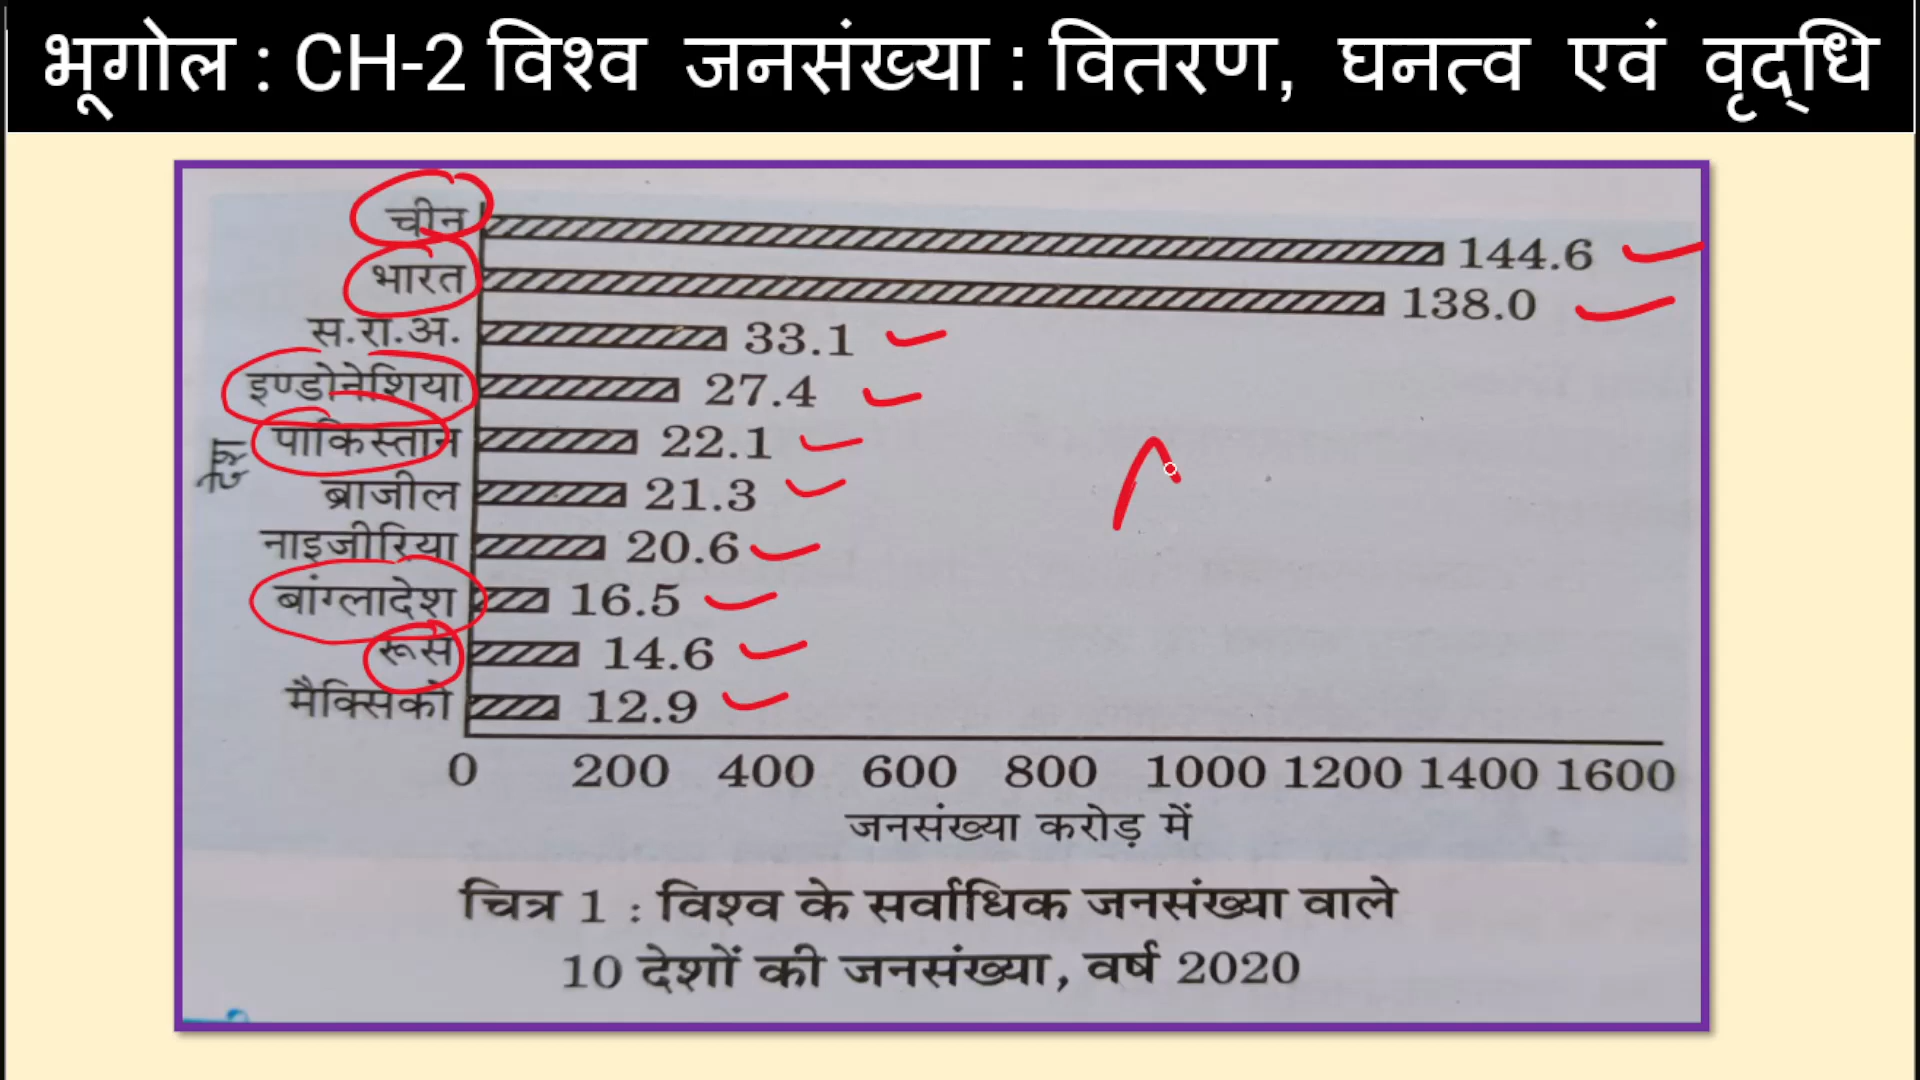 भूगोल : CH-2 विश्व जनसंख्या : वितरण, घनत्व एवं वृद्धि
चीन 144.6
भारत 138.0
स.रा.अ. 33.1
इण्डोनेशिया 27.4
पाकिस्तान 22.1
ब्राजील 21.3
नाइजीरिया 20.6
बांग्लादेश 16.5
रूस 14.6
मैक्सिको 12.9
देश
0 200 400 600 800 1000 1200 1400 1600
जनसंख्या करोड़ में
चित्र 1 : विश्व के सर्वाधिक जनसंख्या वाले
10 देशों की जनसंख्या, वर्ष 2020